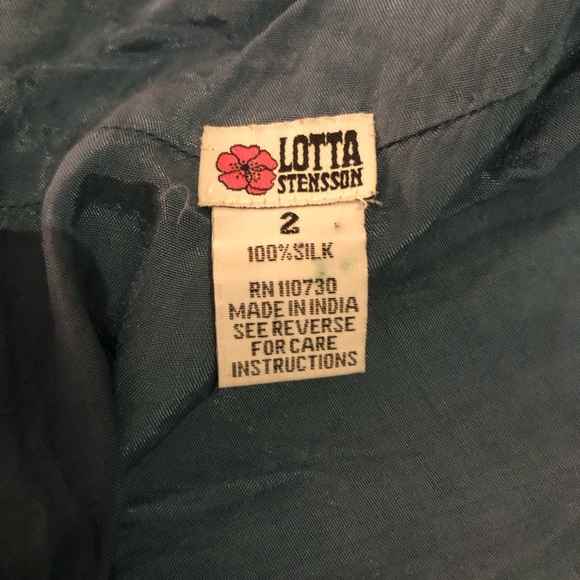 LOTTA
STENSSON
2
100% SILK
RN 110730
MADE IN INDIA
SEE REVERSE
FOR CARE
INSTRUCTIONS